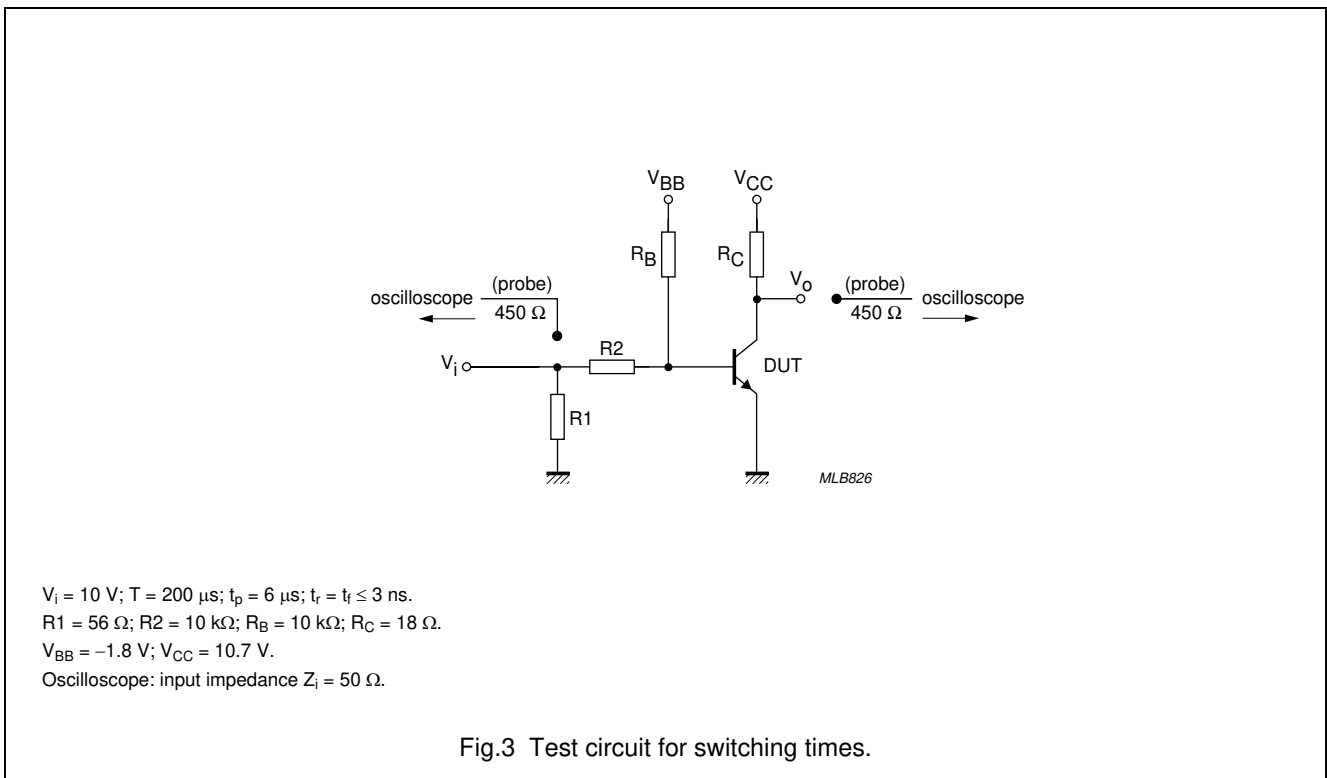 V_BB V_CC
R_B R_C
V_o
(probe) (probe)
oscilloscope oscilloscope
450 Ω 450 Ω
R2
V_i DUT
R1
MLB826
V_i = 10 V; T = 200 µs; t_p = 6 µs; t_r = t_f ≤ 3 ns.
R1 = 56 Ω; R2 = 10 kΩ; R_B = 10 kΩ; R_C = 18 Ω.
V_BB = −1.8 V; V_CC = 10.7 V.
Oscilloscope: input impedance Z_i = 50 Ω.
Fig.3 Test circuit for switching times.